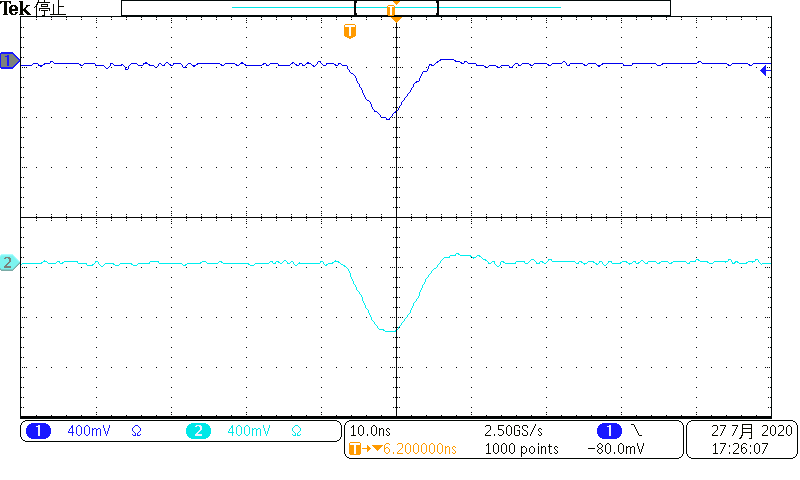 Tek 停止
T
T
1
2
1 400mV Ω 2 400mV Ω
10.0ns 2.50GS/s 1
T→▼6.200000ns 1000 points −80.0mV
27 7月 2020
17:26:07